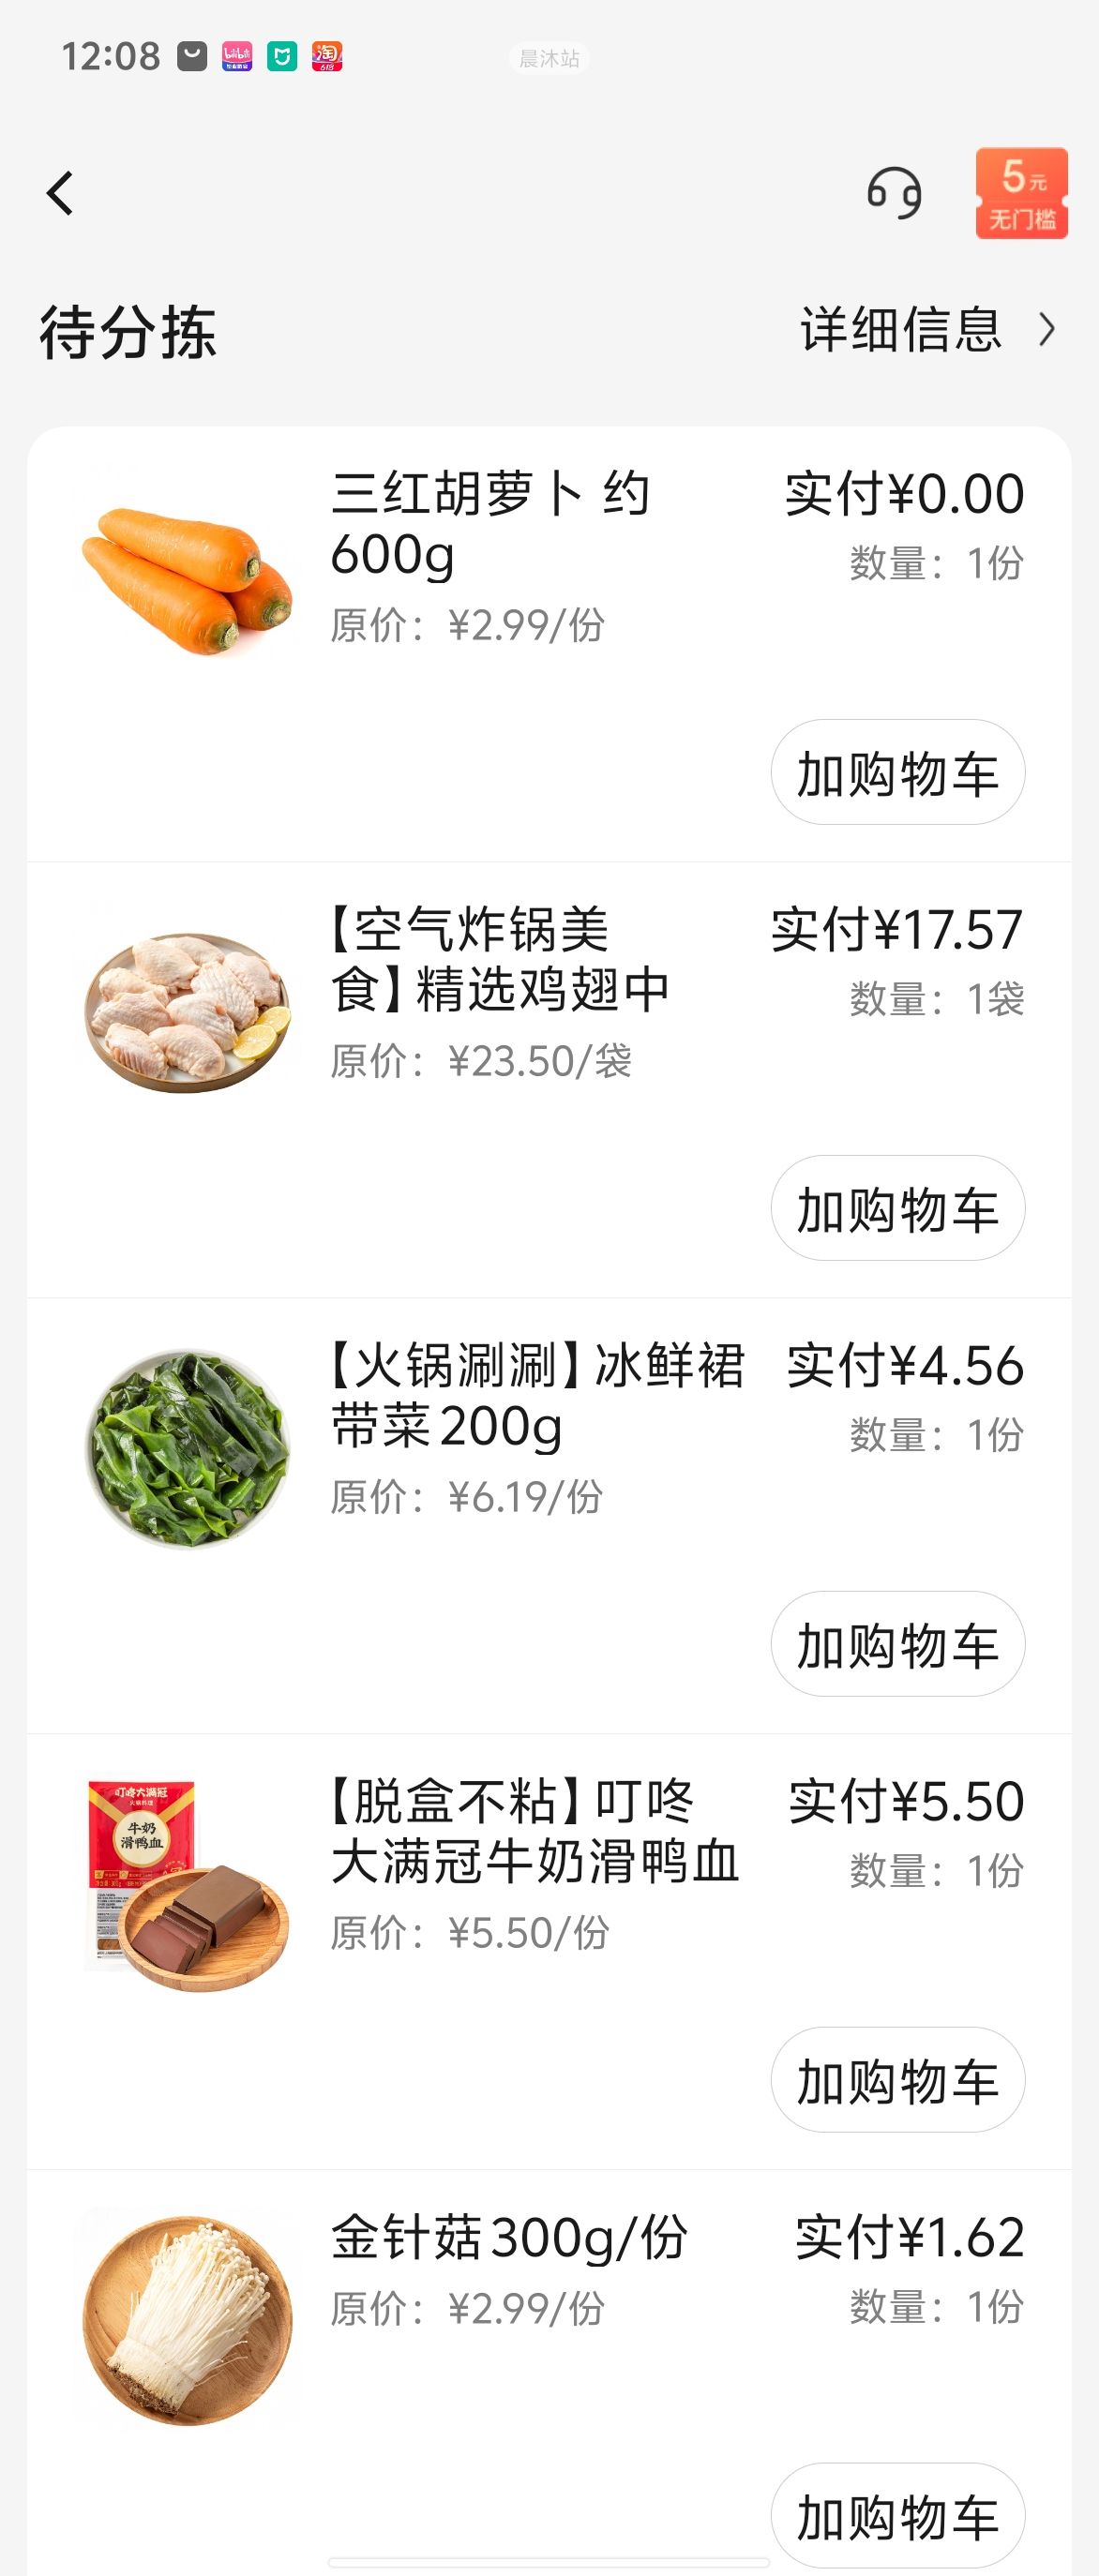 12:08
晨沐站
5元
无门槛
待分拣
详细信息
三红胡萝卜 约
600g
实付¥0.00
数量：1份
原价：¥2.99/份
加购物车
【空气炸锅美
食】精选鸡翅中
实付¥17.57
数量：1袋
原价：¥23.50/袋
加购物车
【火锅涮涮】冰鲜裙
带菜200g
实付¥4.56
数量：1份
原价：¥6.19/份
加购物车
叮咚大满冠
牛奶
滑鸭血
【脱盒不粘】叮咚
大满冠牛奶滑鸭血
实付¥5.50
数量：1份
原价：¥5.50/份
加购物车
金针菇300g/份
实付¥1.62
数量：1份
原价：¥2.99/份
加购物车